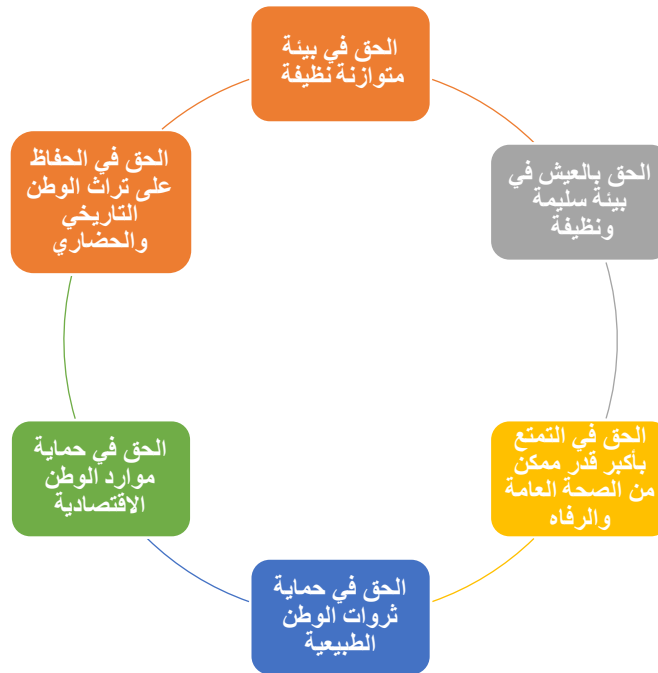 الحق في بيئة
متوازنة نظيفة
الحق بالعيش في
بيئة سليمة
ونظيفة
الحق في التمتع
بأكبر قدر ممكن
من الصحة العامة
والرفاه
الحق في حماية
ثروات الوطن
الطبيعية
الحق في حماية
موارد الوطن
الاقتصادية
الحق في الحفاظ
على تراث الوطن
التاريخي
والحضاري